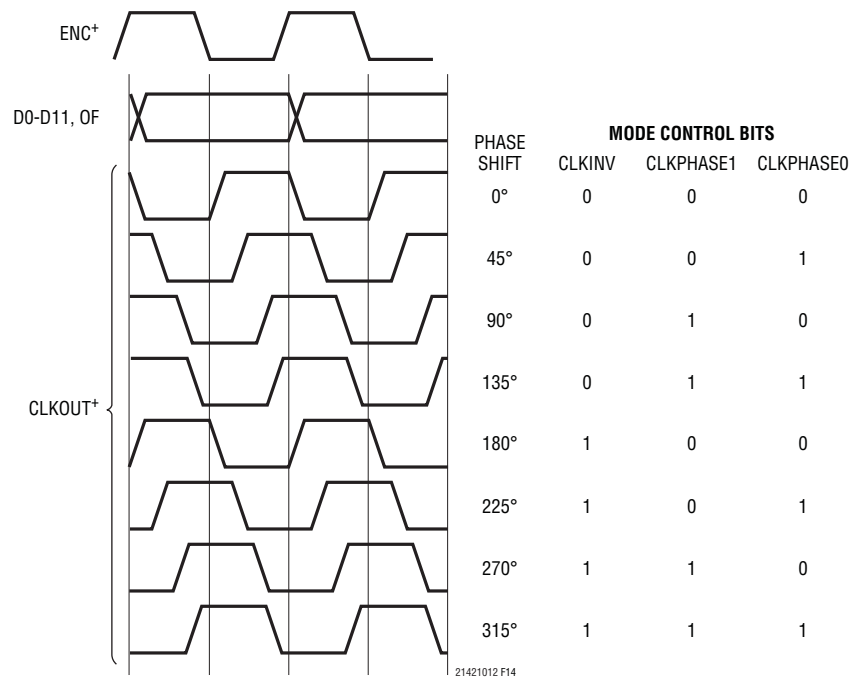 ENC+
D0-D11, OF
MODE CONTROL BITS
PHASE SHIFT CLKINV CLKPHASE1 CLKPHASE0
0° 0 0 0
45° 0 0 1
90° 0 1 0
135° 0 1 1
CLKOUT+
180° 1 0 0
225° 1 0 1
270° 1 1 0
315° 1 1 1
21421012 F14